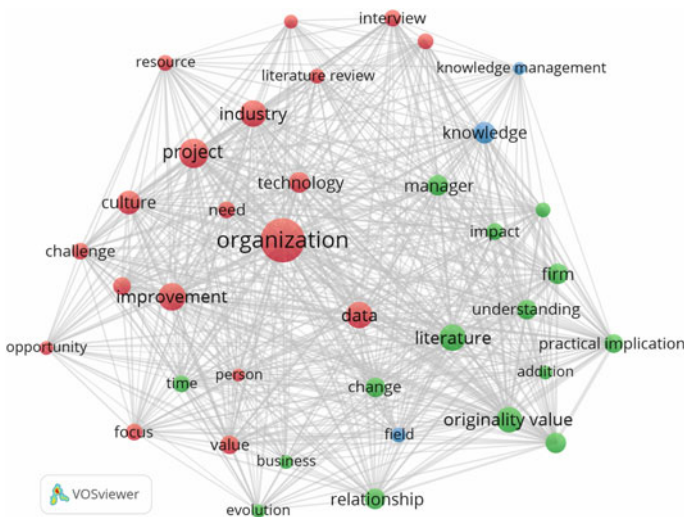 interview
resource
knowledge management
literature review
industry
knowledge
project
technology
manager
culture
need
impact
organization
challenge
firm
improvement
understanding
data
literature
practical implication
opportunity
addition
person
time
change
originality value
focus
field
value
business
relationship
evolution
VOSviewer